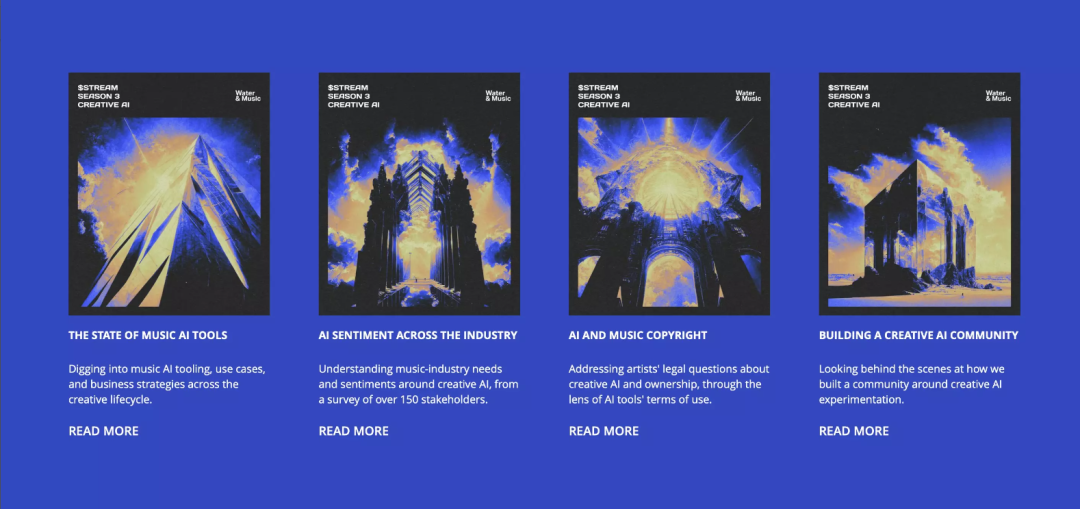 $STREAM
SEASON 3
CREATIVE AI
Water
& Music
THE STATE OF MUSIC AI TOOLS
Digging into music AI tooling, use cases,
and business strategies across the
creative lifecycle.
READ MORE
$STREAM
SEASON 3
CREATIVE AI
Water
& Music
AI SENTIMENT ACROSS THE INDUSTRY
Understanding music-industry needs
and sentiments around creative AI, from
a survey of over 150 stakeholders.
READ MORE
$STREAM
SEASON 3
CREATIVE AI
Water
& Music
AI AND MUSIC COPYRIGHT
Addressing artists' legal questions about
creative AI and ownership, through the
lens of AI tools' terms of use.
READ MORE
$STREAM
SEASON 3
CREATIVE AI
Water
& Music
BUILDING A CREATIVE AI COMMUNITY
Looking behind the scenes at how we
built a community around creative AI
experimentation.
READ MORE